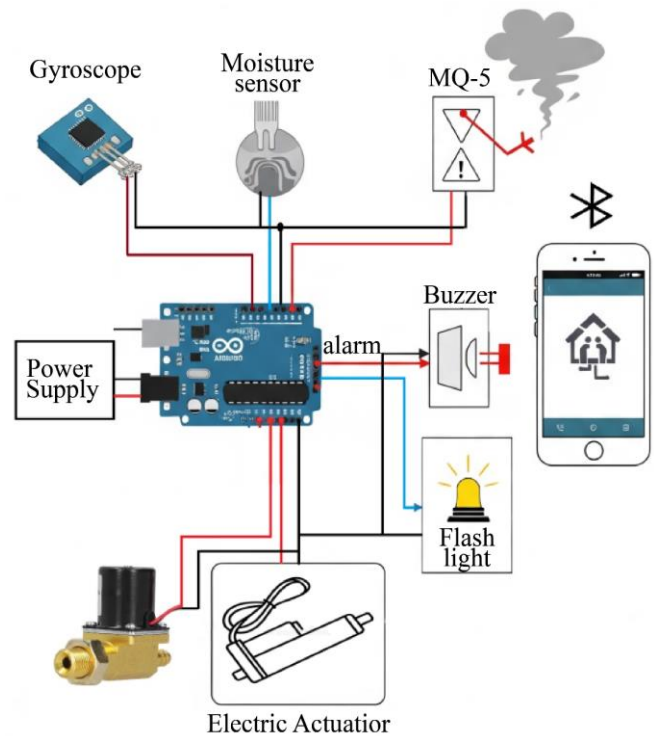 Gyroscope
Moisture
sensor
MQ-5
Buzzer
alarm
Power
Supply
Flash
light
Electric Actuatior